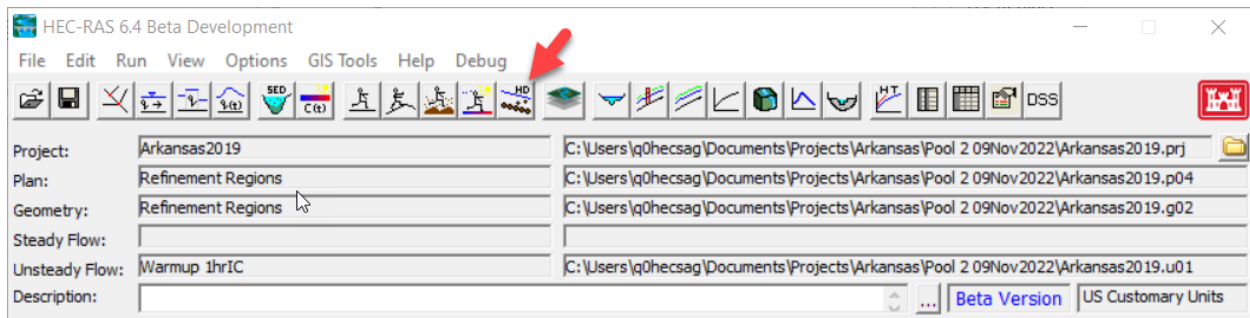 HEC-RAS 6.4 Beta Development
File Edit Run View Options GIS Tools Help Debug
SED HD HT
C(t) DSS
Project: Arkansas2019 C:\Users\q0hecsag\Documents\Projects\Arkansas\Pool 2 09Nov2022\Arkansas2019.prj
Plan: Refinement Regions C:\Users\q0hecsag\Documents\Projects\Arkansas\Pool 2 09Nov2022\Arkansas2019.p04
Geometry: Refinement Regions C:\Users\q0hecsag\Documents\Projects\Arkansas\Pool 2 09Nov2022\Arkansas2019.g02
Steady Flow:
Unsteady Flow: Warmup 1hrIC C:\Users\q0hecsag\Documents\Projects\Arkansas\Pool 2 09Nov2022\Arkansas2019.u01
Description: ... Beta Version US Customary Units